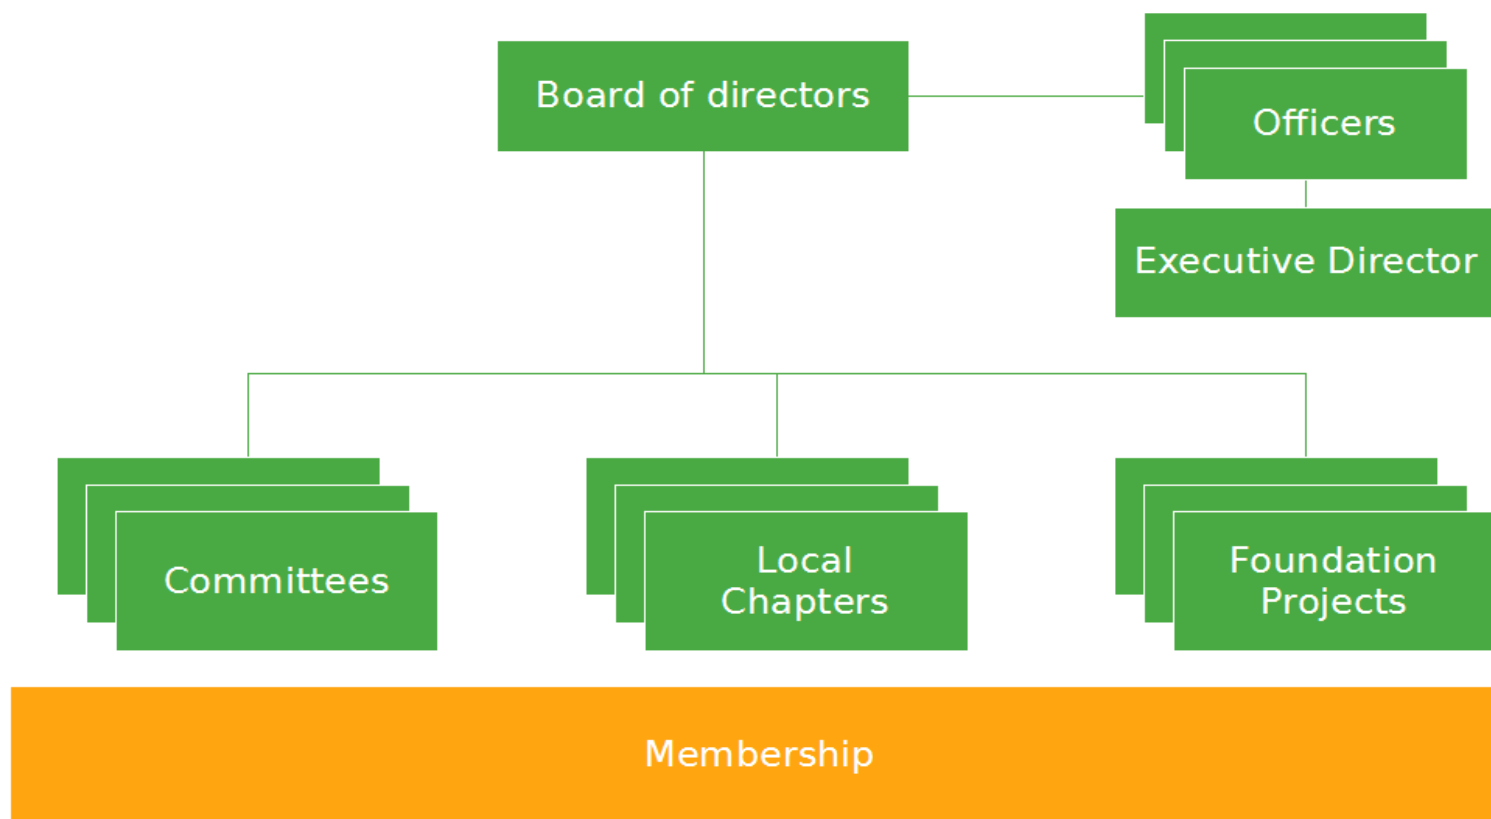 Board of directors
Officers
Executive Director
Committees
Local
Chapters
Foundation
Projects
Membership